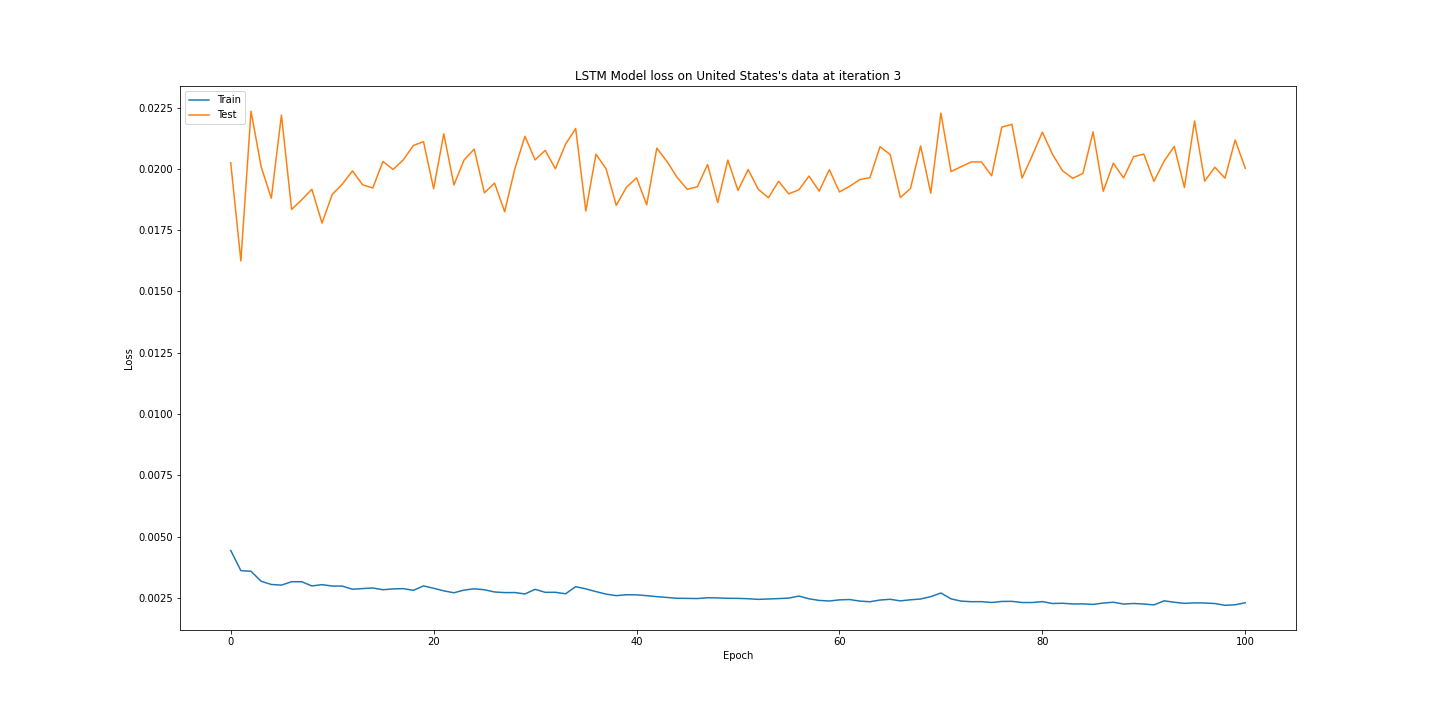 LSTM Model loss on United States's data at iteration 3
Train
Test
0.0225
0.0200
0.0175
0.0150
0.0125
0.0100
0.0075
0.0050
0.0025
Loss
0 20 40 60 80 100
Epoch